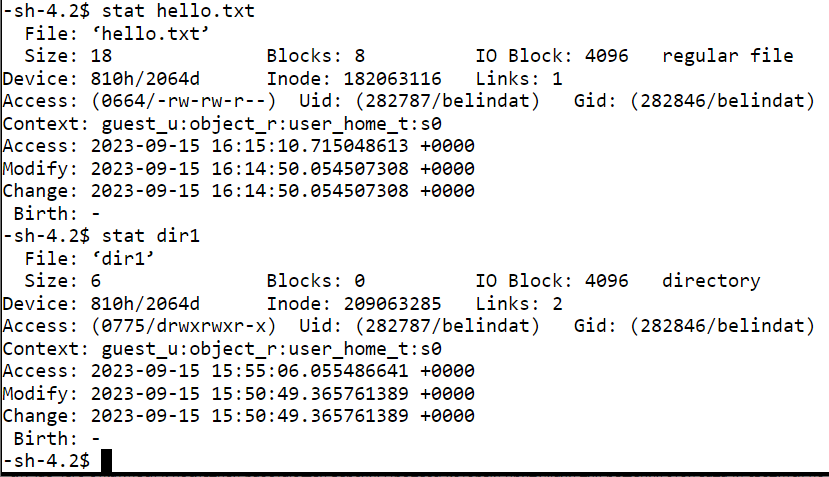 -sh-4.2$ stat hello.txt
  File: ‘hello.txt’
  Size: 18              Blocks: 8          IO Block: 4096   regular file
Device: 810h/2064d      Inode: 182063116   Links: 1
Access: (0664/-rw-rw-r--)  Uid: (282787/belindat)   Gid: (282846/belindat)
Context: guest_u:object_r:user_home_t:s0
Access: 2023-09-15 16:15:10.715048613 +0000
Modify: 2023-09-15 16:14:50.054507308 +0000
Change: 2023-09-15 16:14:50.054507308 +0000
 Birth: -
-sh-4.2$ stat dir1
  File: ‘dir1’
  Size: 6               Blocks: 0          IO Block: 4096   directory
Device: 810h/2064d      Inode: 209063285   Links: 2
Access: (0775/drwxrwxr-x)  Uid: (282787/belindat)   Gid: (282846/belindat)
Context: guest_u:object_r:user_home_t:s0
Access: 2023-09-15 15:55:06.055486641 +0000
Modify: 2023-09-15 15:50:49.365761389 +0000
Change: 2023-09-15 15:50:49.365761389 +0000
 Birth: -
-sh-4.2$